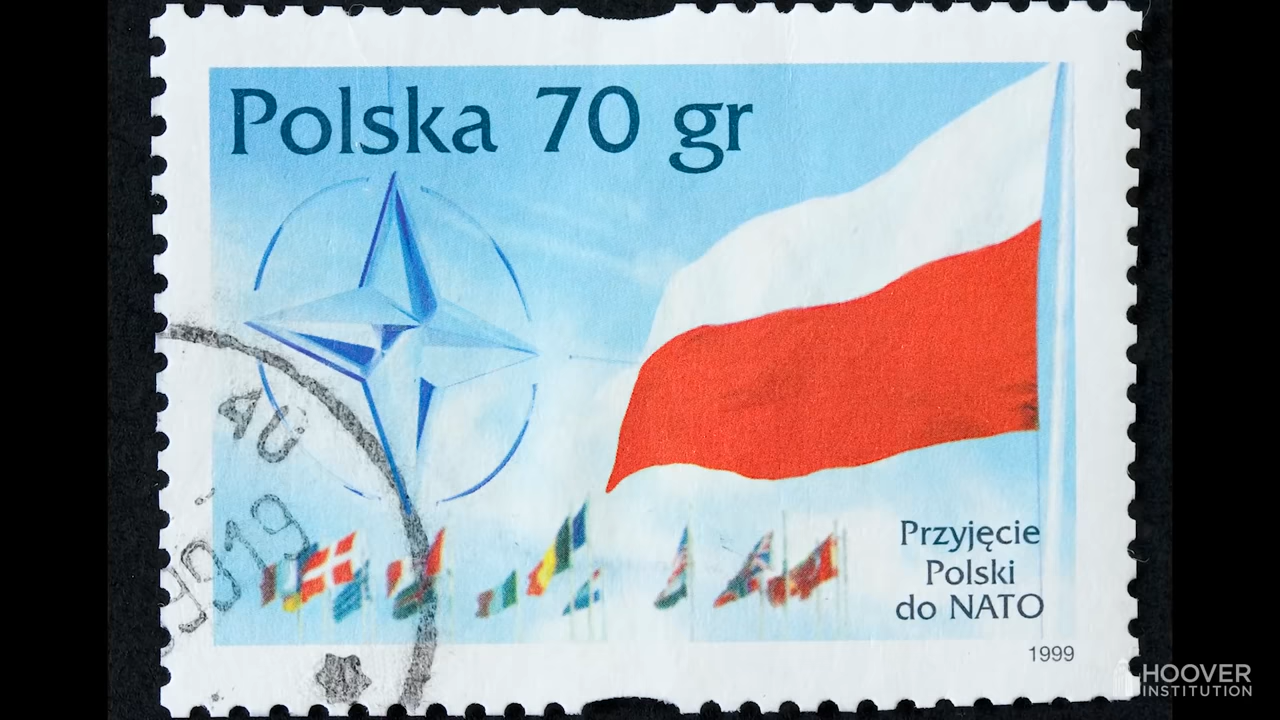 Polska 70 gr
Przyjęcie
Polski
do NATO
1999
HOOVER
INSTITUTION